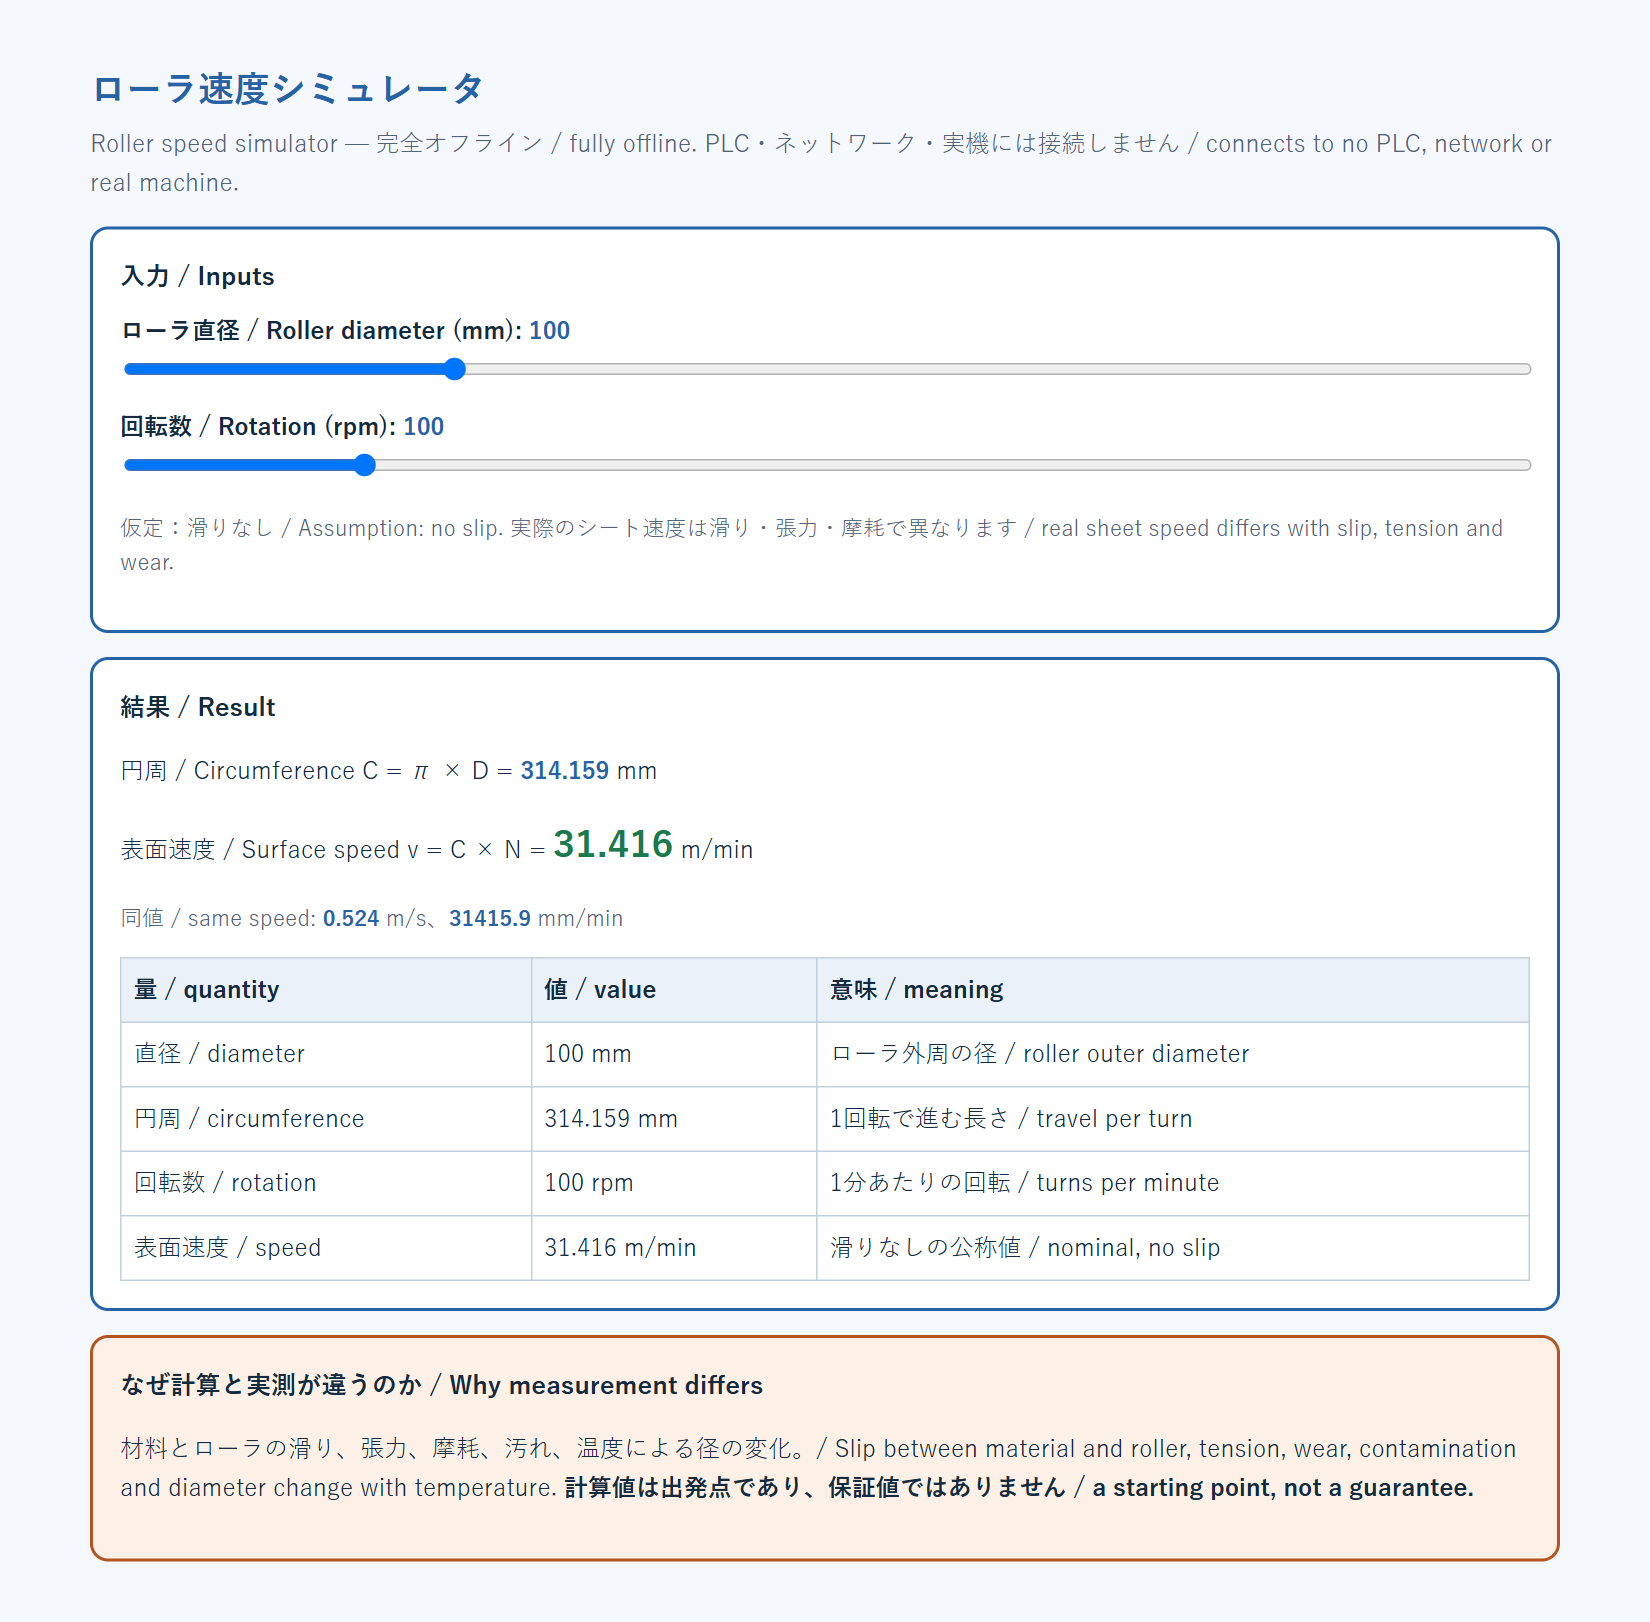 ローラ速度シミュレータ
Roller speed simulator — 完全オフライン / fully offline. PLC・ネットワーク・実機には接続しません / connects to no PLC, network or
real machine.
入力 / Inputs
ローラ直径 / Roller diameter (mm): 100
回転数 / Rotation (rpm): 100
仮定：滑りなし / Assumption: no slip. 実際のシート速度は滑り・張力・摩耗で異なります / real sheet speed differs with slip, tension and
wear.
結果 / Result
円周 / Circumference C = π × D = 314.159 mm
表面速度 / Surface speed v = C × N = 31.416 m/min
同値 / same speed: 0.524 m/s、31415.9 mm/min
量 / quantity 値 / value 意味 / meaning
直径 / diameter 100 mm ローラ外周の径 / roller outer diameter
円周 / circumference 314.159 mm 1回転で進む長さ / travel per turn
回転数 / rotation 100 rpm 1分あたりの回転 / turns per minute
表面速度 / speed 31.416 m/min 滑りなしの公称値 / nominal, no slip
なぜ計算と実測が違うのか / Why measurement differs
材料とローラの滑り、張力、摩耗、汚れ、温度による径の変化。/ Slip between material and roller, tension, wear, contamination
and diameter change with temperature. 計算値は出発点であり、保証値ではありません / a starting point, not a guarantee.